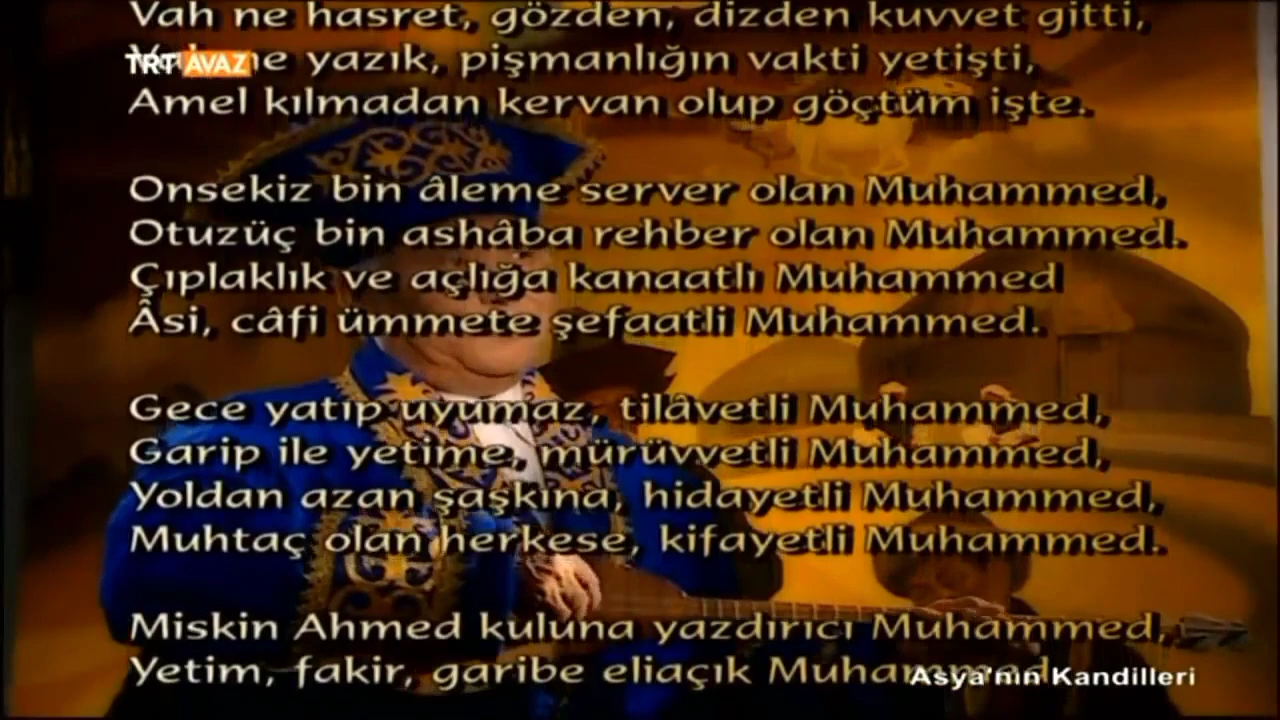 Vah ne hasret, gözden, dizden kuvvet gitti,
TRT AVAZ
ne yazık, pişmanlığın vakti yetişti,
Amel kılmadan kervan olup göçtüm işte.
Onsekiz bin âleme server olan Muhammed,
Otuzüç bin ashâba rehber olan Muhammed.
Çıplaklık ve açlığa kanaatlı Muhammed
Âsi, câfi ümmete şefaatli Muhammed.
Gece yatıp uyumaz, tilâvetli Muhammed,
Garip ile yetime, mürüvvetli Muhammed,
Yoldan azan şaşkına, hidayetli Muhammed,
Muhtaç olan herkese, kifayetli Muhammed.
Miskin Ahmed kuluna yazdırıcı Muhammed,
Yetim, fakir, garibe eliaçık Muhammed
Asya'nın Kandilleri